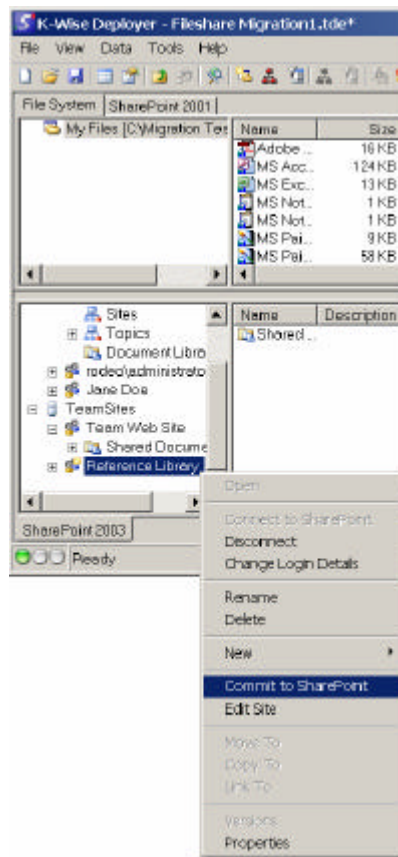 K-Wise Deployer - Fileshare Migration1.tde*
File View Data Tools Help
File System SharePoint 2001
My Files [C:\Migration Tes
Name Size
Adobe ... 16 KB
MS Acc... 124 KB
MS Exc... 13 KB
MS Not... 1 KB
MS Not... 1 KB
MS Pai... 9 KB
MS Pai... 58 KB
Sites
Topics
Document Libra
rodeo\administrato
Jane Doe
TeamSites
Team Web Site
Shared Docume
Reference Library
Name Description
Shared ...
SharePoint 2003
Ready
Open
Connect to SharePoint
Disconnect
Change Login Details
Rename
Delete
New
Commit to SharePoint
Edit Site
Move To
Copy To
Link To
Versions
Properties